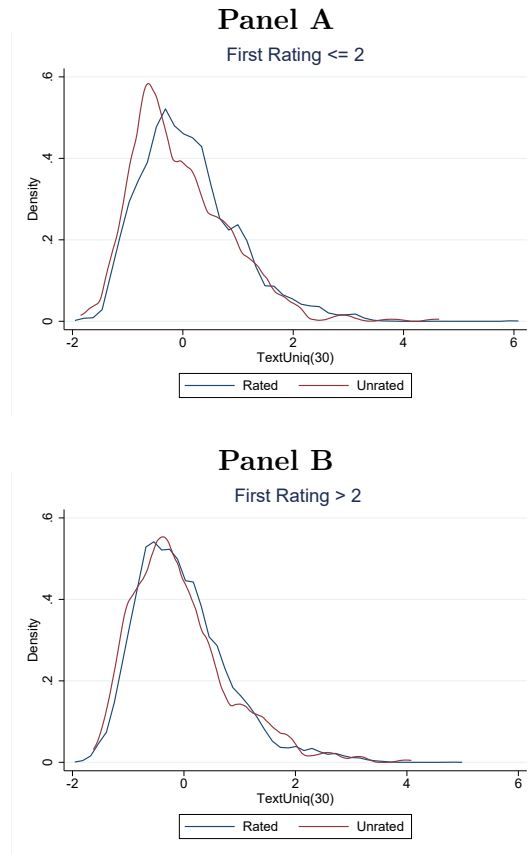 Panel A
First Rating <= 2
.6
.4
.2
0
Density
-2 0 2 4 6
TextUniq(30)
Rated Unrated
Panel B
First Rating > 2
.6
.4
.2
0
Density
-2 0 2 4 6
TextUniq(30)
Rated Unrated